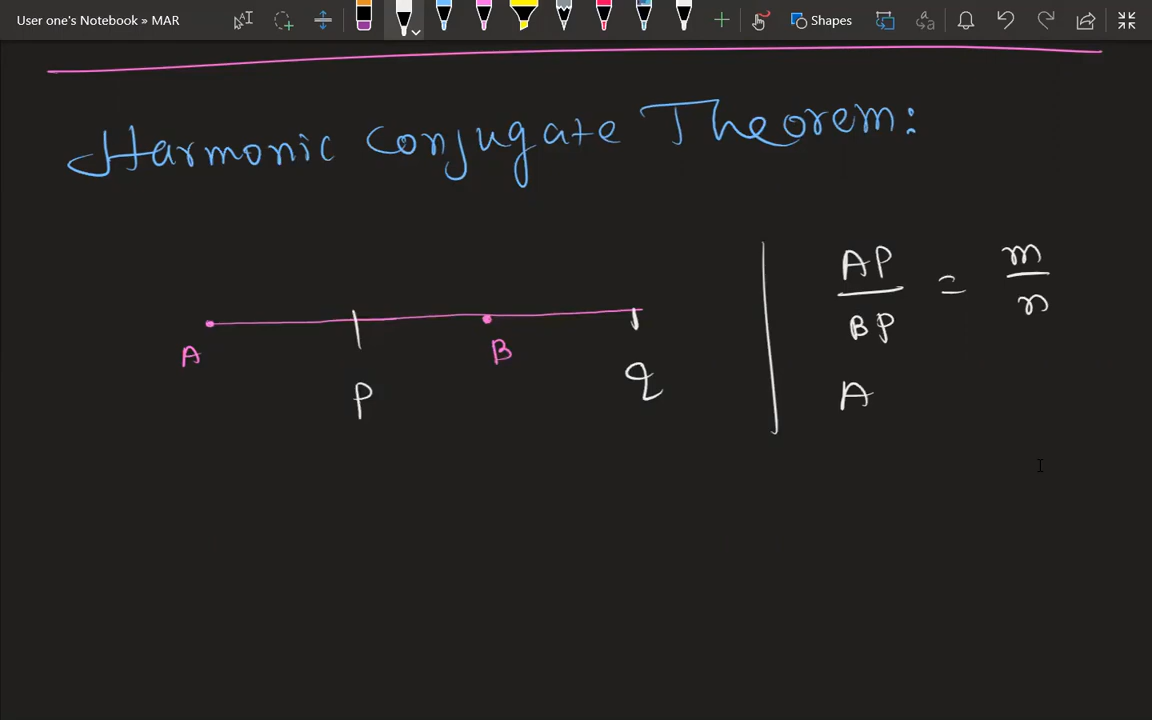 User one's Notebook » MAR
Shapes
Harmonic Conjugate Theorem:
A P B Q
AP/BP = m/n
A